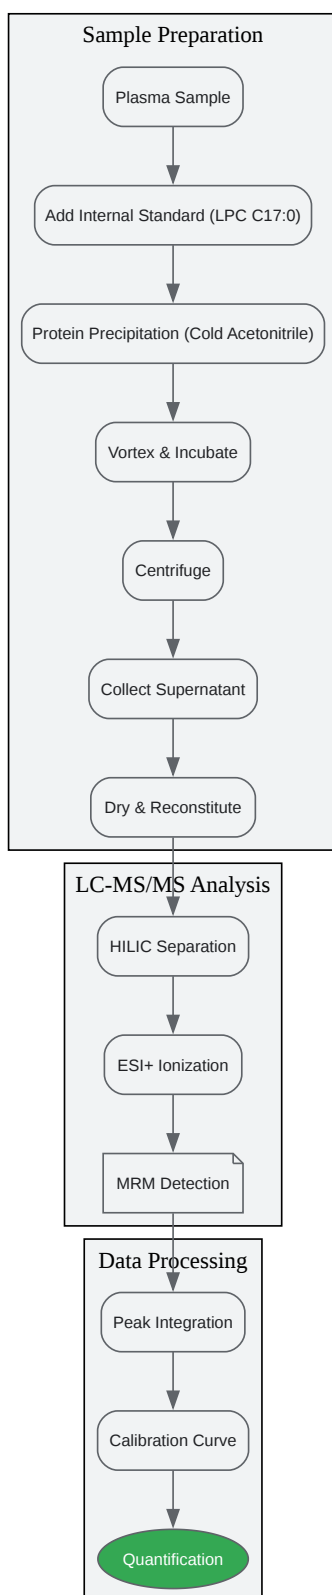 Sample Preparation
Plasma Sample
Add Internal Standard (LPC C17:0)
Protein Precipitation (Cold Acetonitrile)
Vortex & Incubate
Centrifuge
Collect Supernatant
Dry & Reconstitute
LC-MS/MS Analysis
HILIC Separation
ESI+ Ionization
MRM Detection
Data Processing
Peak Integration
Calibration Curve
Quantification